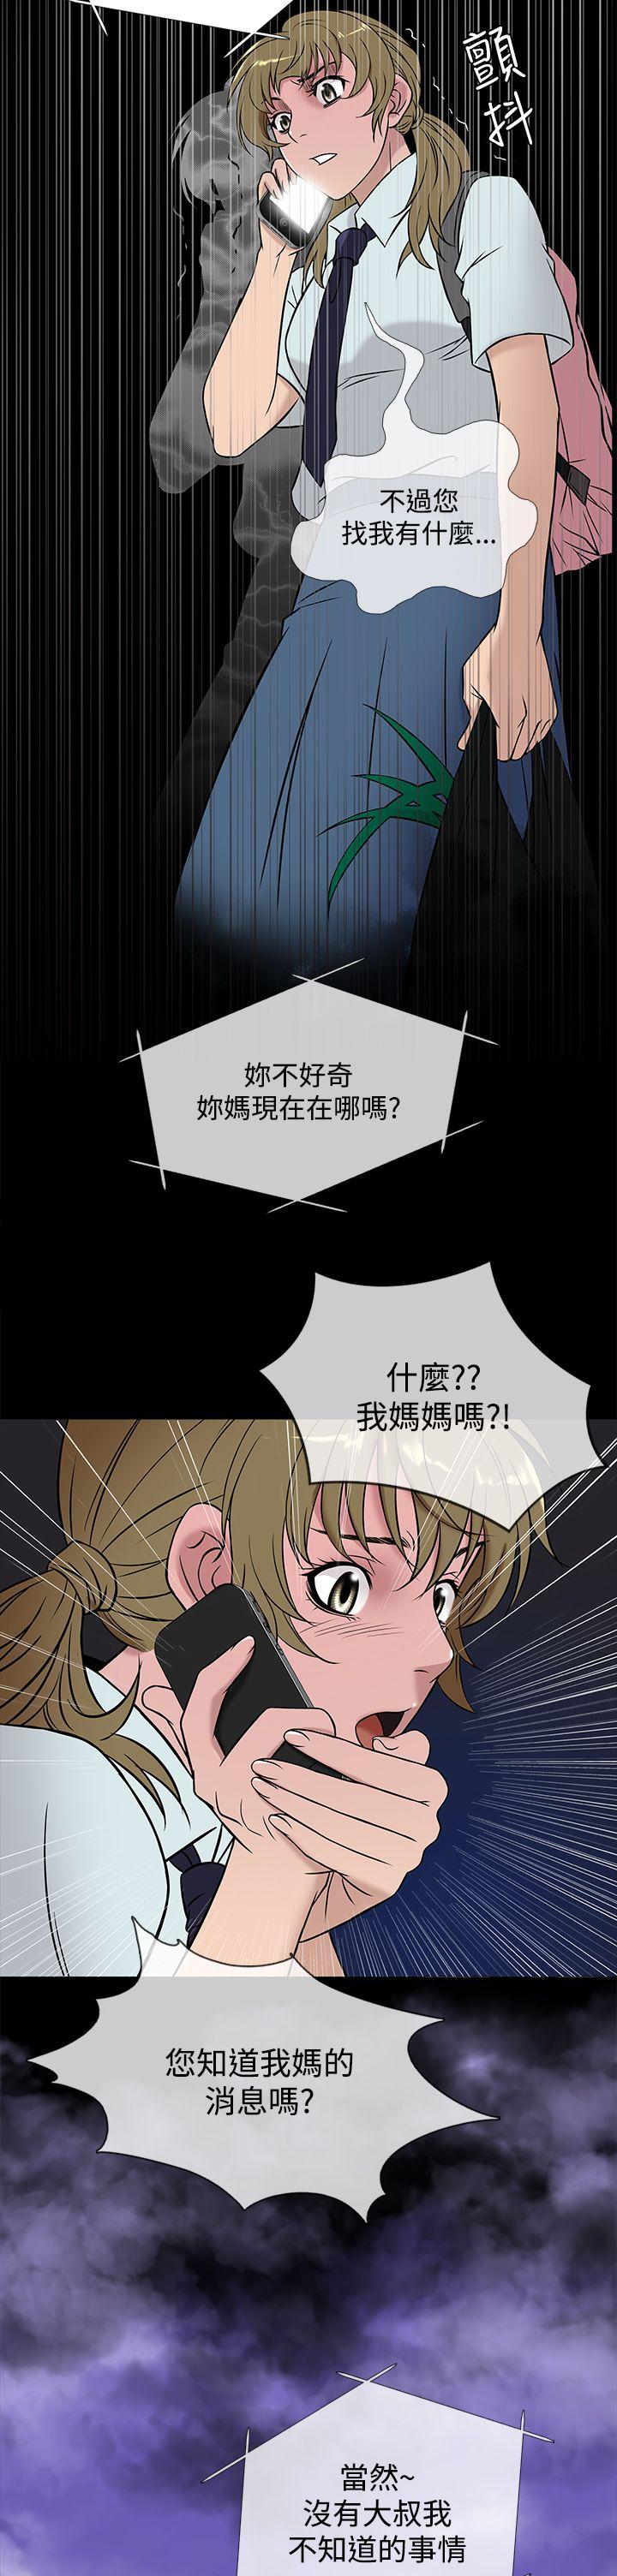 顫抖
不過您
找我有什麼...
妳不好奇
妳媽現在在哪嗎?
什麼??
我媽媽嗎?!
您知道我媽的
消息嗎?
當然~
沒有大叔我
不知道的事情